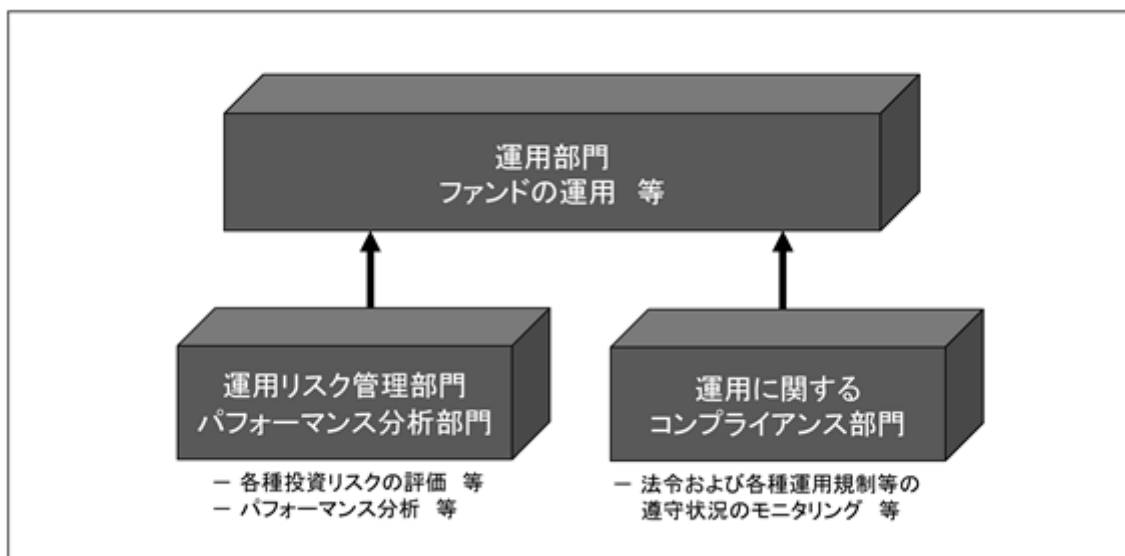 運用部門
ファンドの運用 等
運用リスク管理部門
パフォーマンス分析部門
運用に関する
コンプライアンス部門
－ 各種投資リスクの評価 等
－ パフォーマンス分析 等
－ 法令および各種運用規制等の
遵守状況のモニタリング 等